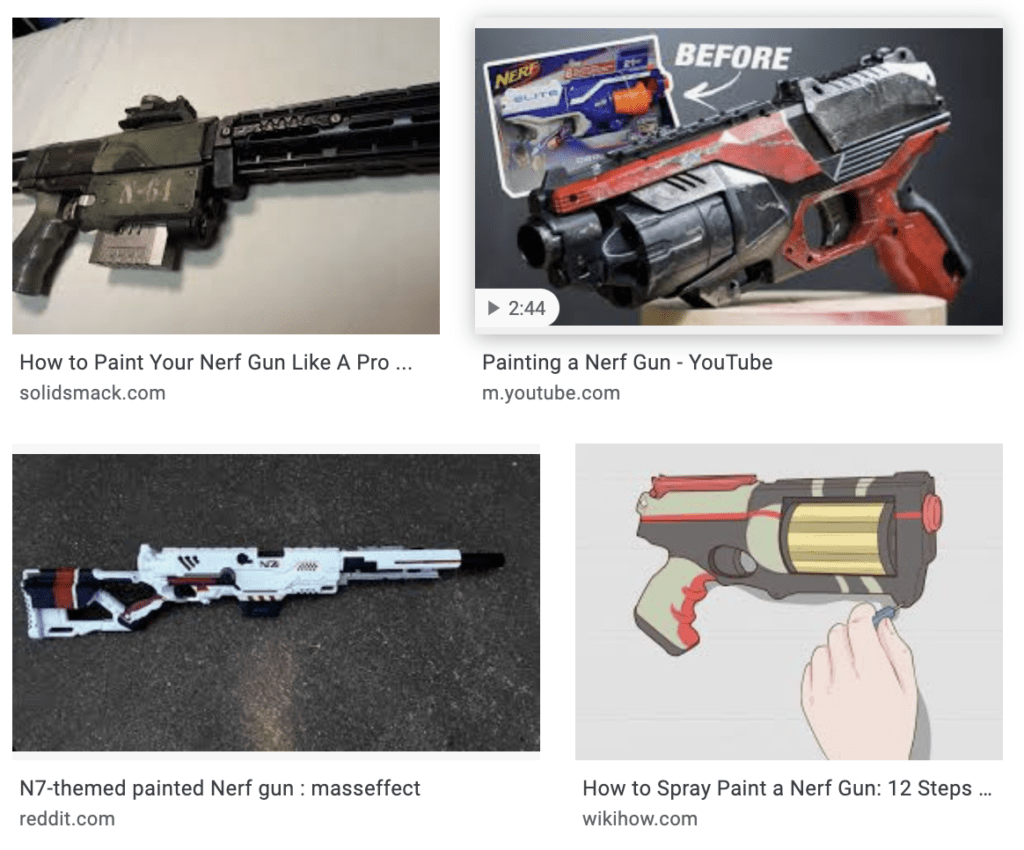 BEFORE
NERF
ELITE
X-61
2:44
How to Paint Your Nerf Gun Like A Pro ...
Painting a Nerf Gun - YouTube
solidsmack.com
m.youtube.com
N7
N7-themed painted Nerf gun : masseffect
How to Spray Paint a Nerf Gun: 12 Steps ...
reddit.com
wikihow.com